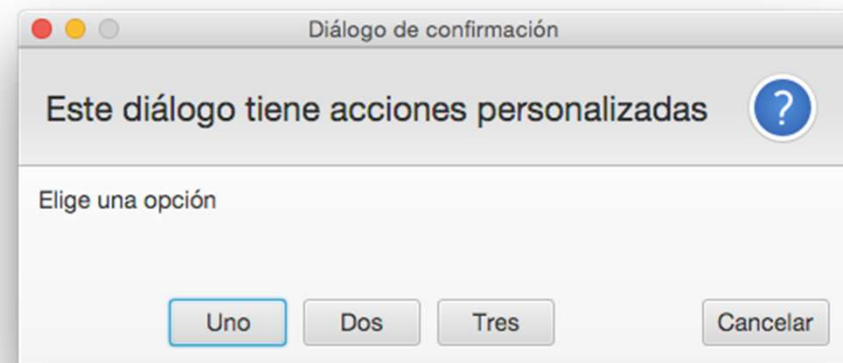 Diálogo de confirmación
Este diálogo tiene acciones personalizadas
?
Elige una opción
Uno Dos Tres Cancelar